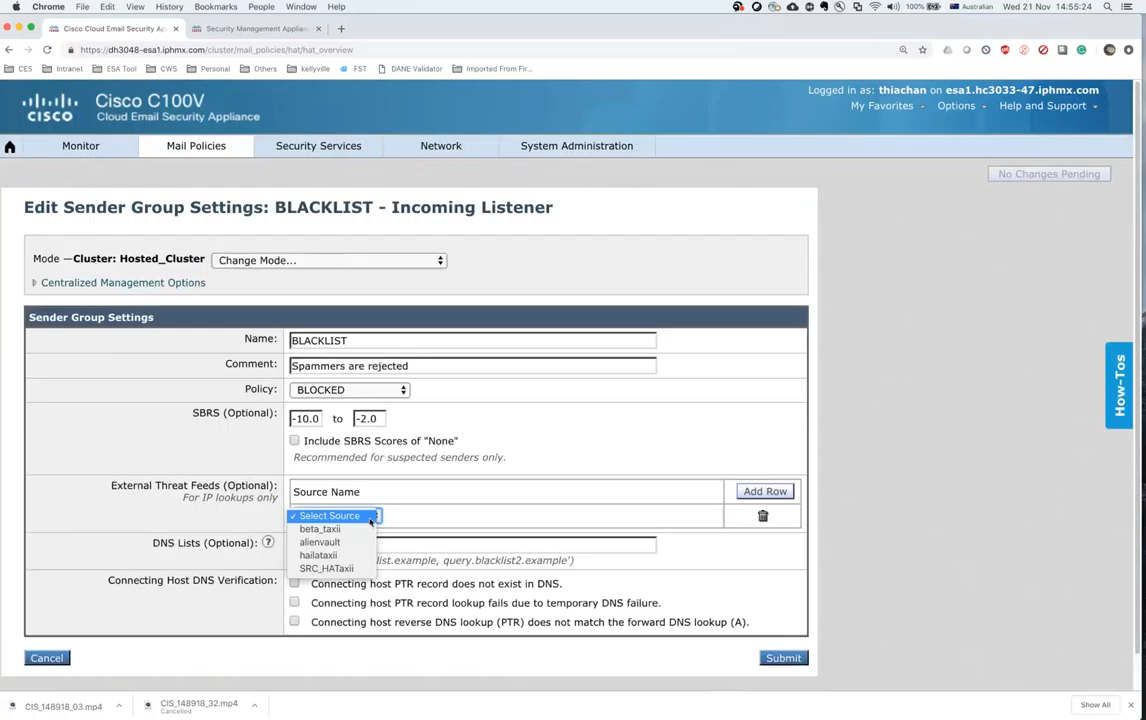 Chrome File Edit View History Bookmarks People Window Help 100% Australian Wed 21 Nov 14:55:24
Cisco Cloud Email Security Ap Security Management Applian
https://dh3048-esa1.iphmx.com/cluster/mail_policies/hat/hat_overview
CES Intranet ESA Tool CWS Personal Others kellyville FST DANE Validator Imported From Fir...
Cisco C100V
Cloud Email Security Appliance
CISCO
Logged in as: thiachan on esa1.hc3033-47.iphmx.com
My Favorites Options Help and Support
Monitor Mail Policies Security Services Network System Administration
No Changes Pending
Edit Sender Group Settings: BLACKLIST - Incoming Listener
Mode —Cluster: Hosted_Cluster Change Mode...
Centralized Management Options
Sender Group Settings
Name: BLACKLIST
Comment: Spammers are rejected
Policy: BLOCKED
SBRS (Optional): -10.0 to -2.0
Include SBRS Scores of "None"
Recommended for suspected senders only.
External Threat Feeds (Optional): Source Name Add Row
For IP lookups only
✓ Select Source
beta_taxii
alienvault
hailataxii
SRC_HATaxii
DNS Lists (Optional): ?
list.example, query.blacklist2.example')
Connecting Host DNS Verification: Connecting host PTR record does not exist in DNS.
Connecting host PTR record lookup fails due to temporary DNS failure.
Connecting host reverse DNS lookup (PTR) does not match the forward DNS lookup (A).
Cancel Submit
How-Tos
CIS_148918_03.mp4 CIS_148918_32.mp4 Show All
Cancelled